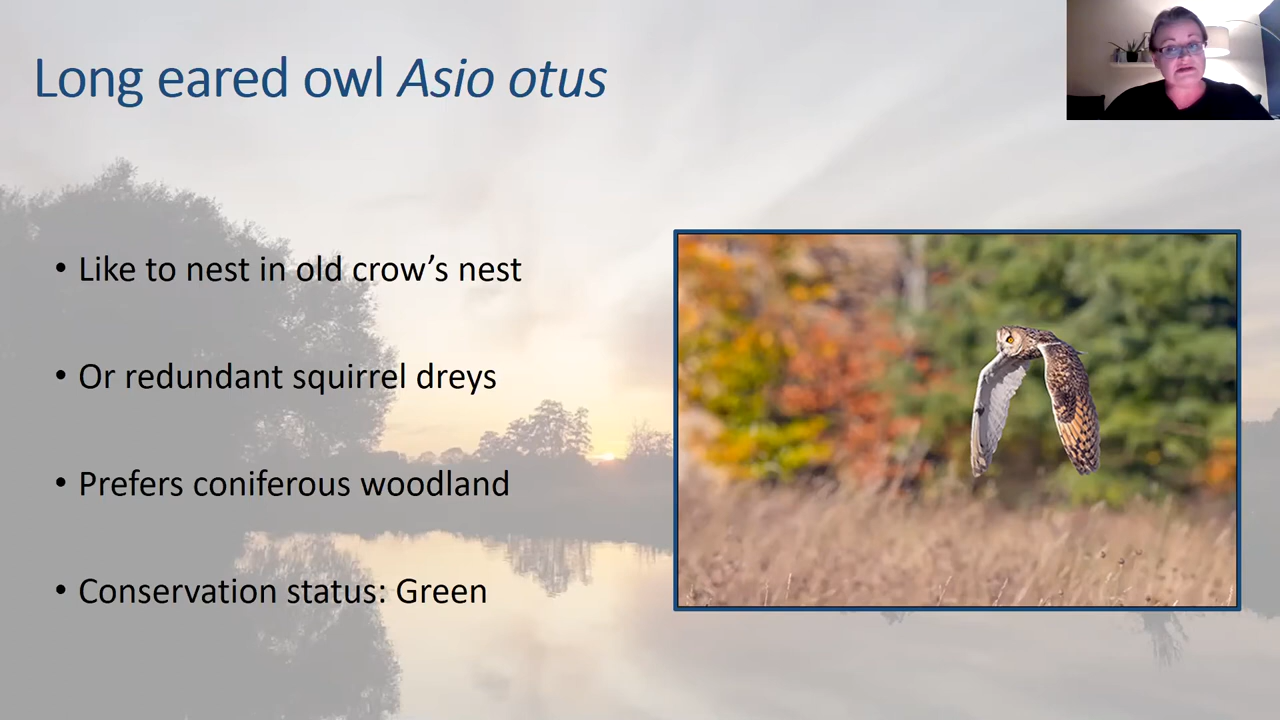 Long eared owl Asio otus
• Like to nest in old crow’s nest
• Or redundant squirrel dreys
• Prefers coniferous woodland
• Conservation status: Green